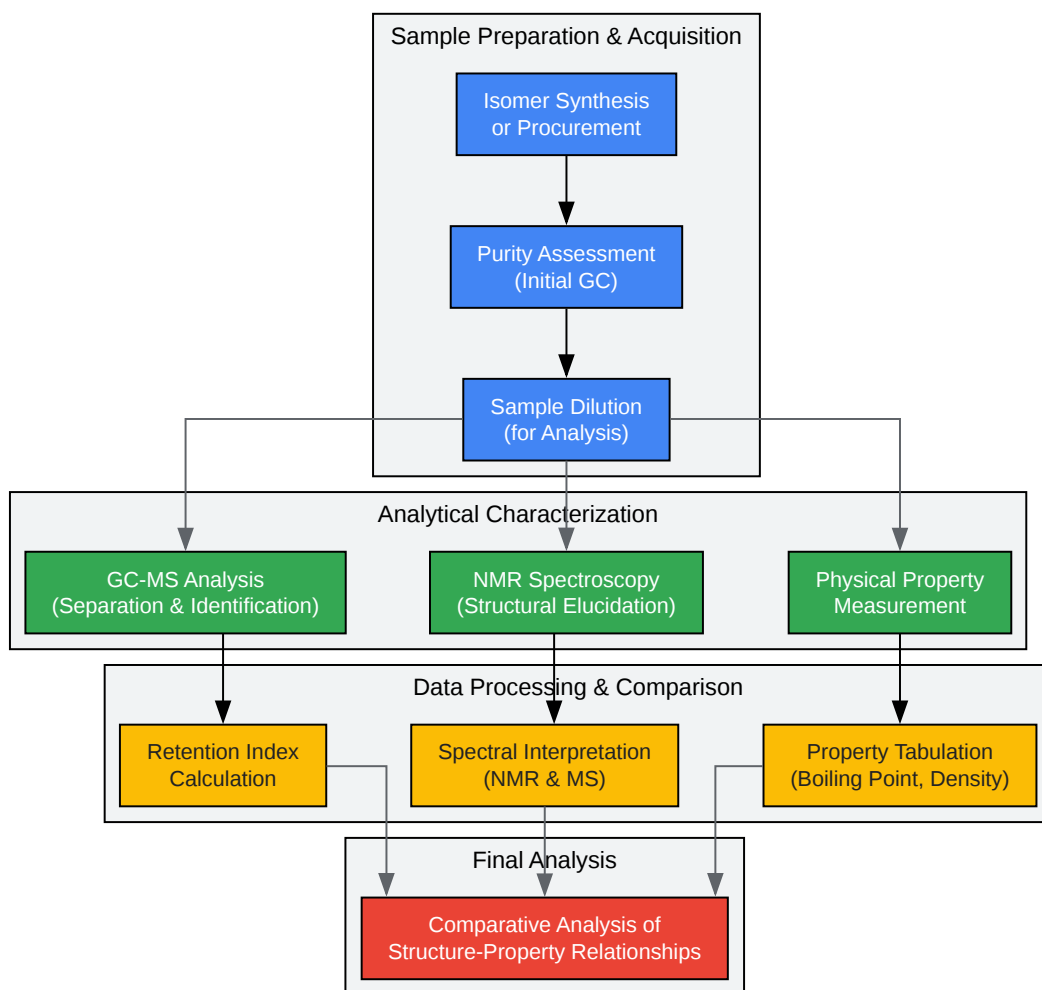 Sample Preparation & Acquisition
Isomer Synthesis
or Procurement
Purity Assessment
(Initial GC)
Sample Dilution
(for Analysis)
Analytical Characterization
GC-MS Analysis
(Separation & Identification)
NMR Spectroscopy
(Structural Elucidation)
Physical Property
Measurement
Data Processing & Comparison
Retention Index
Calculation
Spectral Interpretation
(NMR & MS)
Property Tabulation
(Boiling Point, Density)
Final Analysis
Comparative Analysis of
Structure-Property Relationships